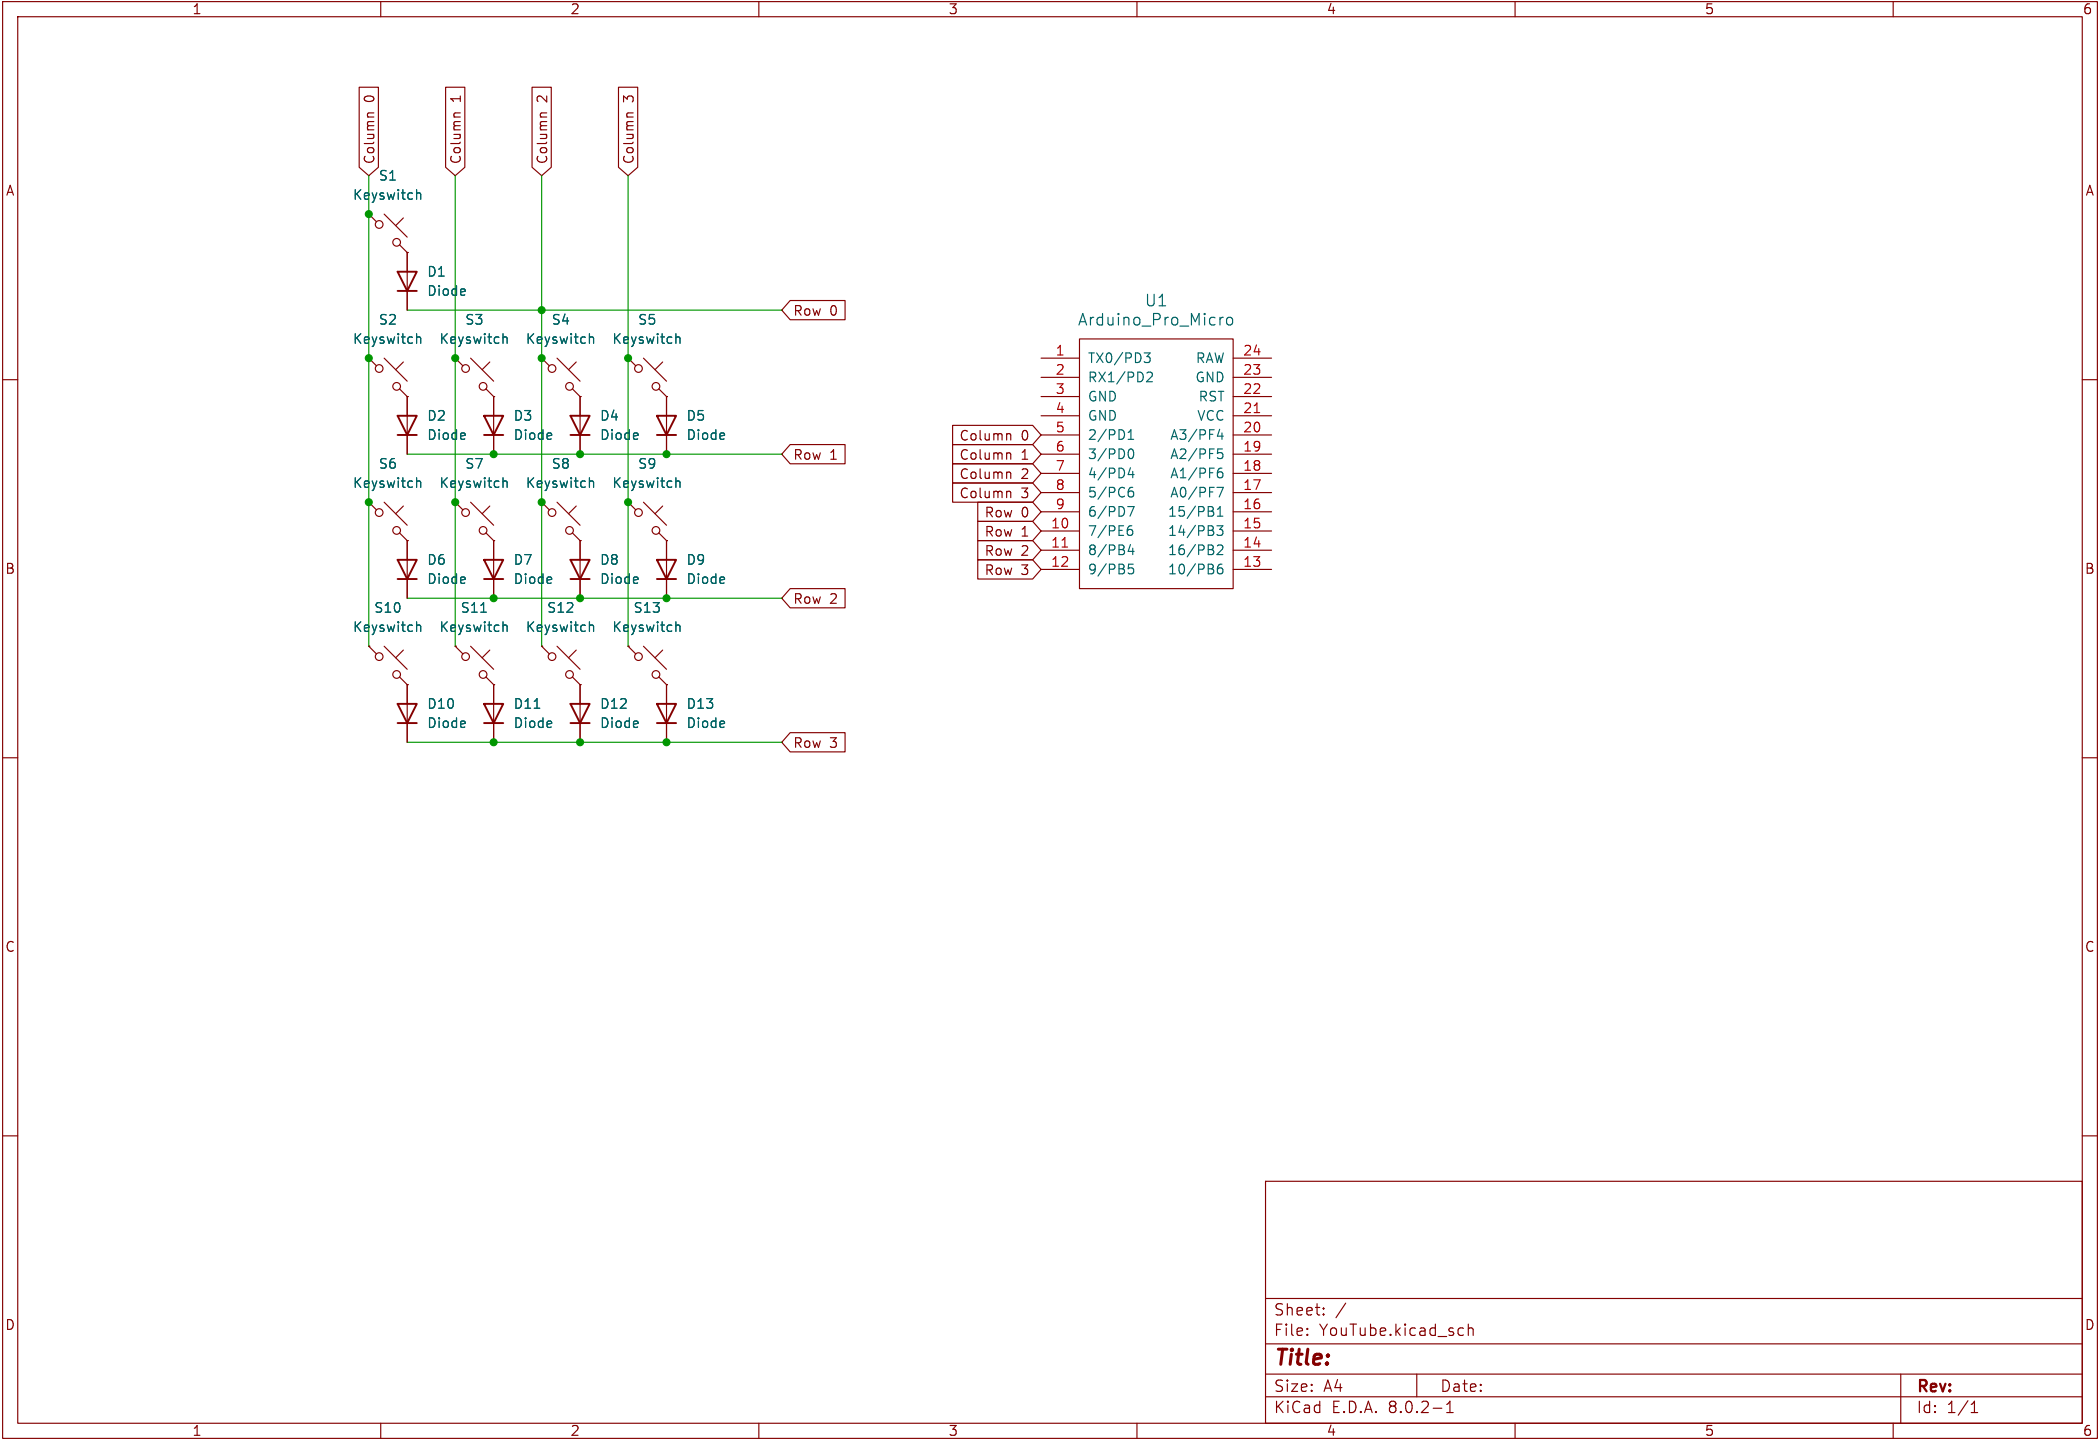 1 2 3 4 5 6
Column 0
Column 1
Column 2
Column 3
A A
S1
Keyswitch
D1
Diode
Row 0
S2 S3 S4 S5
Keyswitch Keyswitch Keyswitch Keyswitch
D2 D3 D4 D5
Diode Diode Diode Diode
Row 1
S6 S7 S8 S9
Keyswitch Keyswitch Keyswitch Keyswitch
D6 D7 D8 D9
Diode Diode Diode Diode
Row 2
S10 S11 S12 S13
Keyswitch Keyswitch Keyswitch Keyswitch
D10 D11 D12 D13
Diode Diode Diode Diode
Row 3
U1
Arduino_Pro_Micro
1 TX0/PD3 RAW 24
2 RX1/PD2 GND 23
3 GND RST 22
4 GND VCC 21
Column 0 5 2/PD1 A3/PF4 20
Column 1 6 3/PD0 A2/PF5 19
Column 2 7 4/PD4 A1/PF6 18
Column 3 8 5/PC6 A0/PF7 17
Row 0 9 6/PD7 15/PB1 16
Row 1 10 7/PE6 14/PB3 15
Row 2 11 8/PB4 16/PB2 14
Row 3 12 9/PB5 10/PB6 13
B B
C C
D D
Sheet: /
File: YouTube.kicad_sch
Title:
Size: A4 Date: Rev:
KiCad E.D.A. 8.0.2-1 Id: 1/1
1 2 3 4 5 6